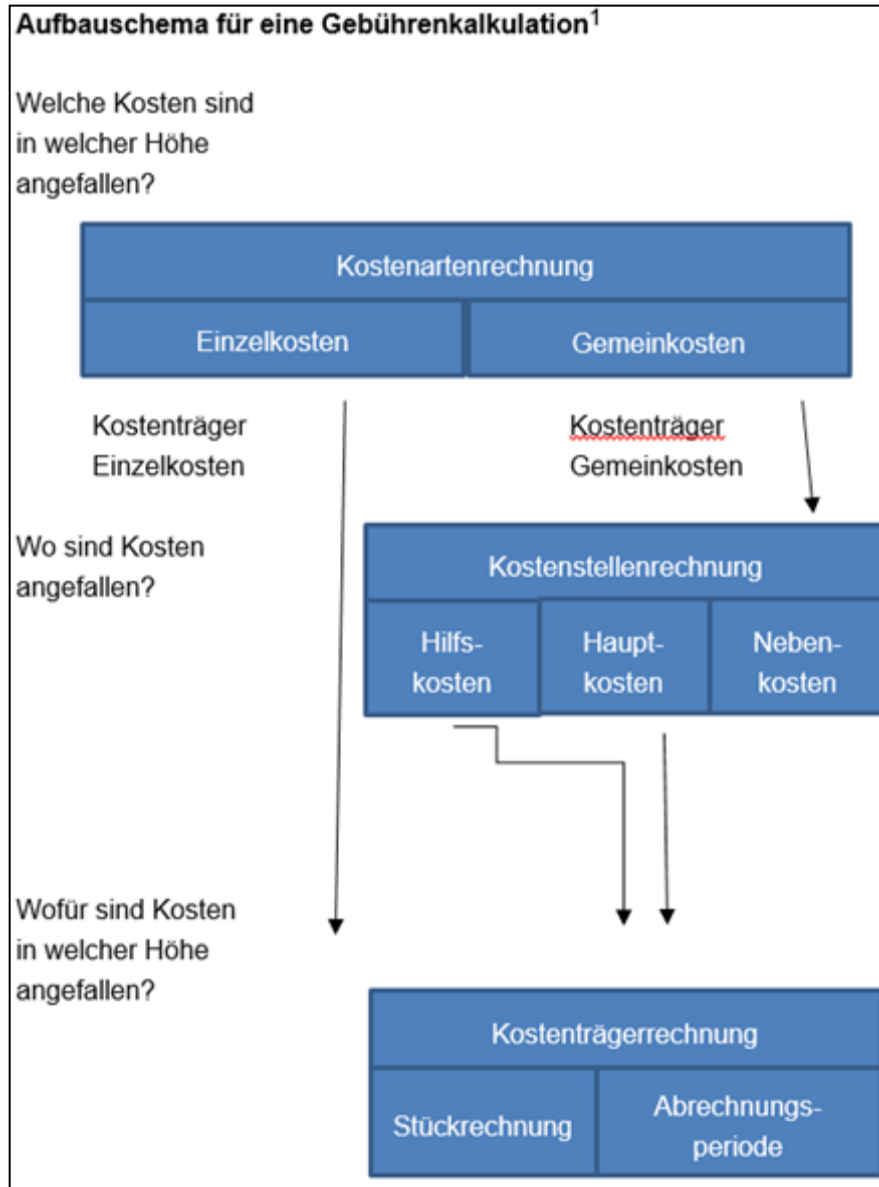 Aufbauschema für eine Gebührenkalkulation¹
Welche Kosten sind
in welcher Höhe
angefallen?
Kostenartenrechnung
Einzelkosten
Gemeinkosten
Kostenträger
Einzelkosten
Kostenträger
Gemeinkosten
Wo sind Kosten
angefallen?
Kostenstellenrechnung
Hilfs-
kosten
Haupt-
kosten
Neben-
kosten
Wofür sind Kosten
in welcher Höhe
angefallen?
Kostenträgerrechnung
Stückrechnung
Abrechnungs-
periode